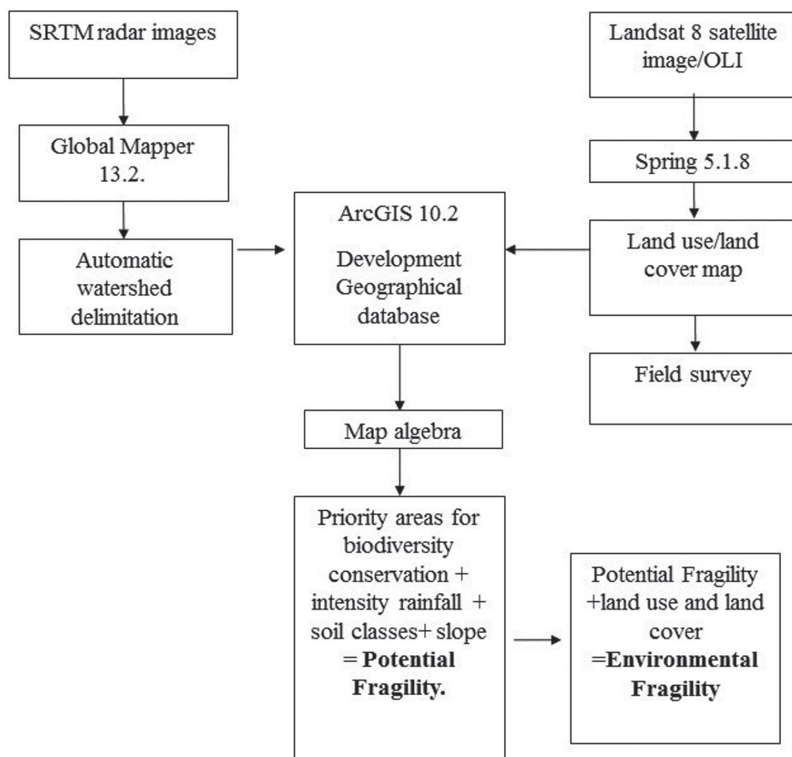 SRTM radar images
Global Mapper
13.2.
Automatic
watershed
delimitation
Landsat 8 satellite
image/OLI
Spring 5.1.8
Land use/land
cover map
Field survey
ArcGIS 10.2
Development
Geographical
database
Map algebra
Priority areas for
biodiversity
conservation +
intensity rainfall +
soil classes+ slope
= Potential
Fragility.
Potential Fragility
+land use and land
cover
=Environmental
Fragility